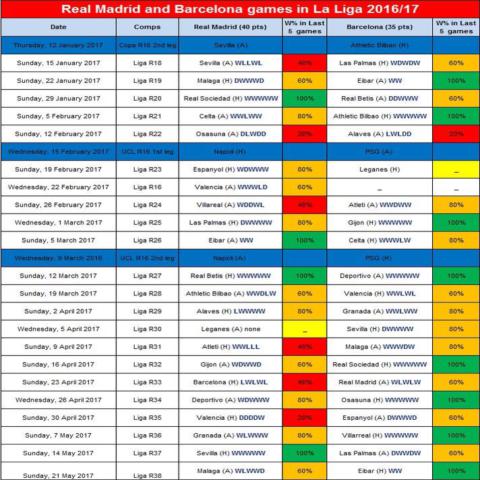 Real Madrid and Barcelona games in La Liga 2016/17
Date Comps Real Madrid (40 pts) W% in Last 5 games Barcelona (35 pts) W% in Last 5 games
Thursday, 12 January 2017 Copa R16 2nd leg Sevilla (A) Athletic Bilbao (H)
Sunday, 15 January 2017 Liga R18 Sevilla (A) WLLWL 40% Las Palmas (H) WDWDW 60%
Sunday, 22 January 2017 Liga R19 Malaga (H) DWWWD 60% Eibar (A) WW 100%
Sunday, 29 January 2017 Liga R20 Real Sociedad (H) WWWWW 100% Real Betis (A) DDWWW 60%
Sunday, 5 February 2017 Liga R21 Celta (A) WWLWW 80% Athletic Bilbao (H) WWWWW 100%
Sunday, 12 February 2017 Liga R22 Osasuna (A) DLWDD 20% Alaves (A) LWLDD 20%
Wednesday, 15 February 2017 UCL R16 1st leg Napoli (H) PSG (A)
Sunday, 19 February 2017 Liga R23 Espanyol (H) WDWWW 80% Leganes (H) _
Wednesday, 22 February 2017 Liga R16 Valencia (A) WWWLD 60% _ _
Sunday, 26 February 2017 Liga R24 Villareal (A) WDDWL 40% Atleti (A) WWDWW 80%
Wednesday, 1 March 2017 Liga R25 Las Palmas (H) DWWWW 80% Gijon (H) WWWWW 100%
Sunday, 5 March 2017 Liga R26 Eibar (A) WW 100% Celta (H) WWWLW 80%
Wednesday, 8 March 2016 UCL R16 2nd leg Napoli (A) PSG (H)
Sunday, 12 March 2017 Liga R27 Real Betis (H) WWWWW 100% Deportivo (A) WWWWW 100%
Sunday, 19 March 2017 Liga R28 Athletic Bilbao (A) WWDLW 60% Valencia (H) WWLWL 60%
Sunday, 2 April 2017 Liga R29 Alaves (H) LWWWW 80% Granada (A) WWLWW 80%
Wednesday, 5 April 2017 Liga R30 Leganes (A) none _ Sevilla (H) DWWWW 80%
Sunday, 9 April 2017 Liga R31 Atleti (H) WWLLL 40% Malaga (A) WWWDW 80%
Sunday, 16 April 2017 Liga R32 Gijon (A) WDWWD 60% Real Sociedad (H) WWWWW 100%
Sunday, 23 April 2017 Liga R33 Barcelona (H) LWLWL 40% Real Madrid (A) WLWLW 60%
Wednesday, 26 April 2017 Liga R34 Deportivo (A) WDWWW 80% Osasuna (H) WWWWW 100%
Sunday, 30 April 2017 Liga R35 Valencia (H) DDDDW 20% Espanyol (A) DWWWD 60%
Sunday, 7 May 2017 Liga R36 Granada (A) WLWWW 80% Villarreal (H) WWWWW 100%
Sunday, 14 May 2017 Liga R37 Sevilla (H) WWWWW 100% Las Palmas (A) DWWDW 60%
Sunday, 21 May 2017 Liga R38 Malaga (A) WLWWD 60% Eibar (H) WW 100%